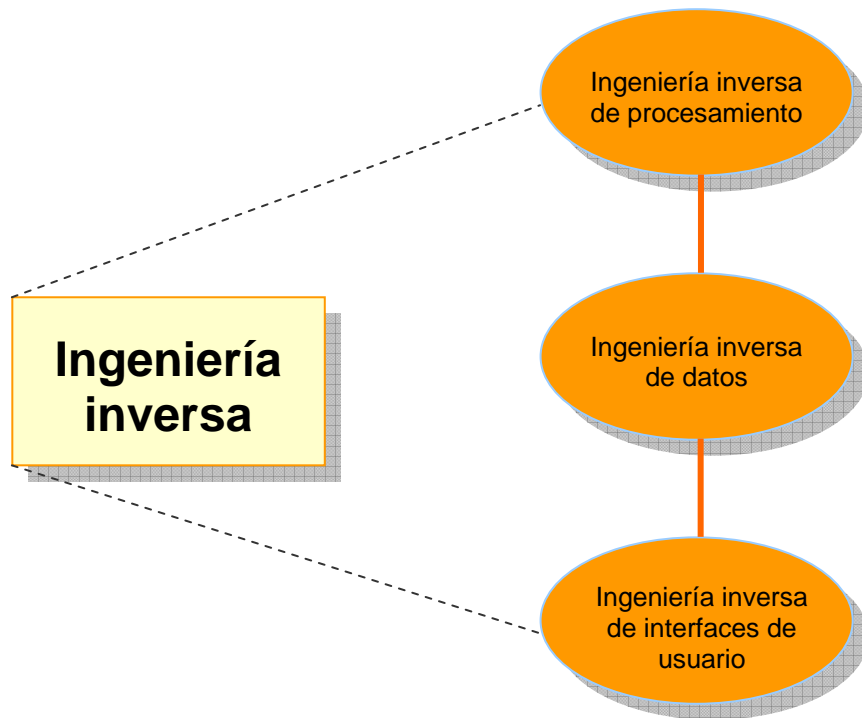 Ingeniería inversa
de procesamiento
Ingeniería
inversa
Ingeniería inversa
de datos
Ingeniería inversa
de interfaces de
usuario